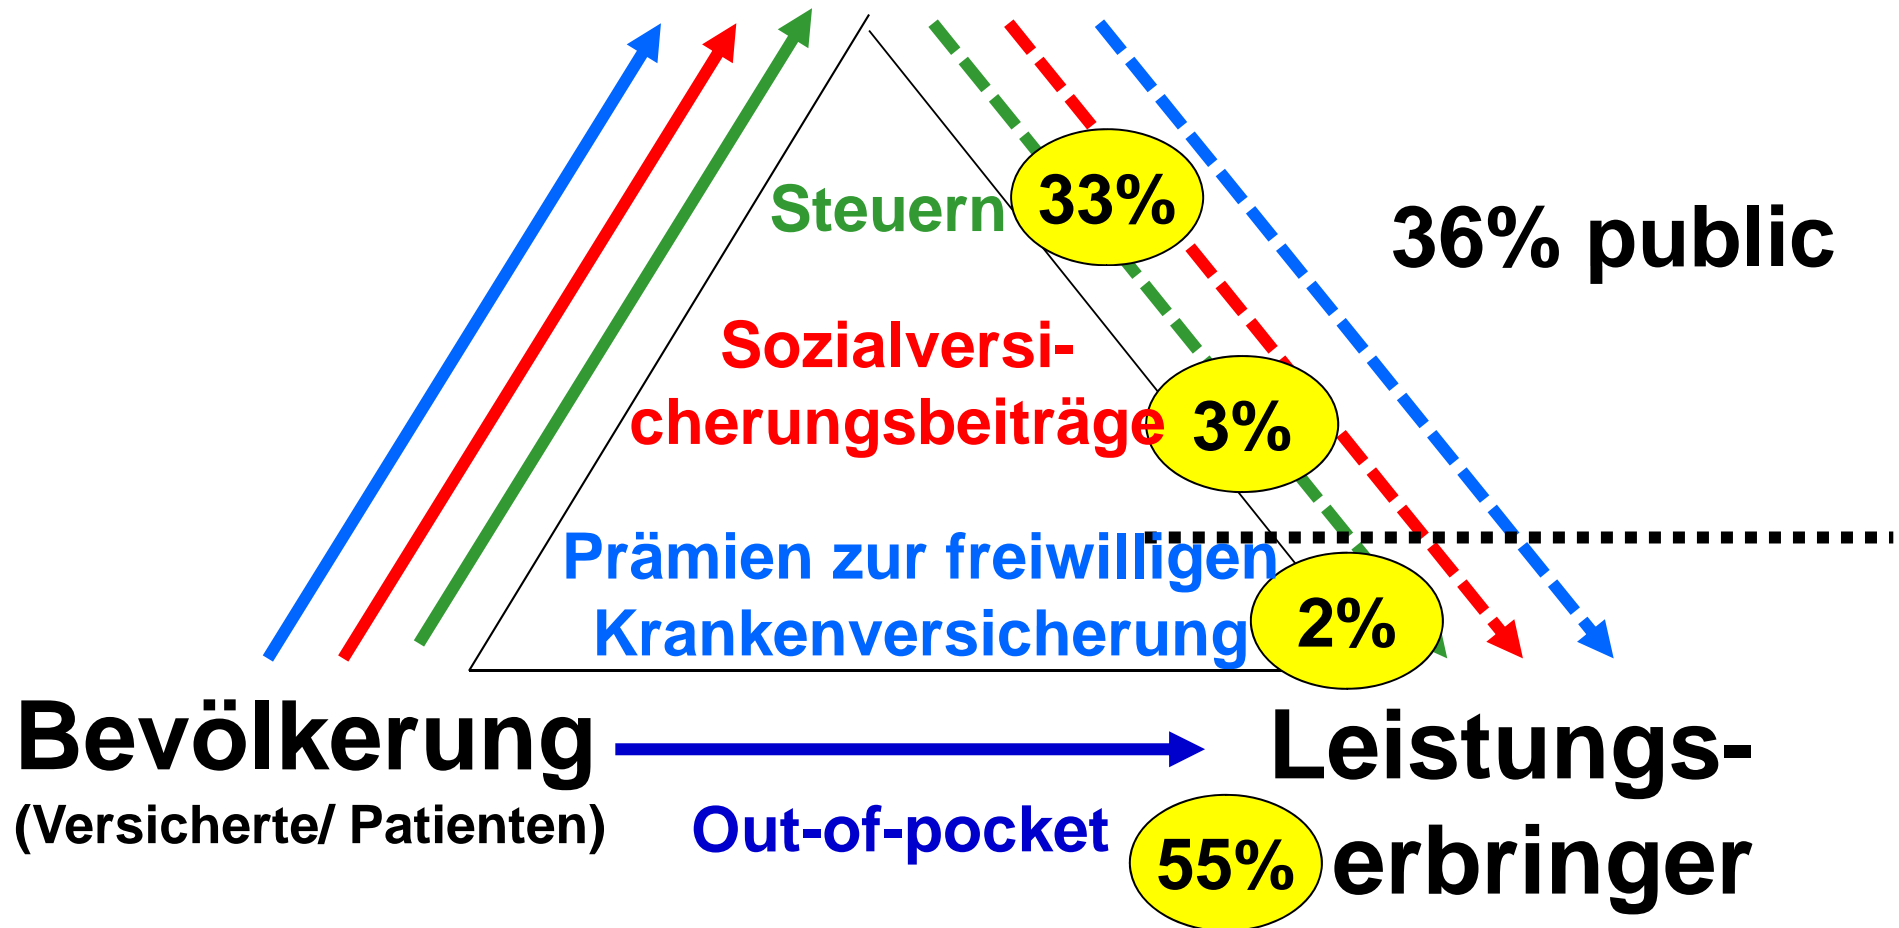 Steuern 33%
36% public
Sozialversi-
cherungsbeiträge 3%
Prämien zur freiwilligen
Krankenversicherung 2%
Bevölkerung
(Versicherte/ Patienten)
Out-of-pocket 55%
Leistungs-
erbringer